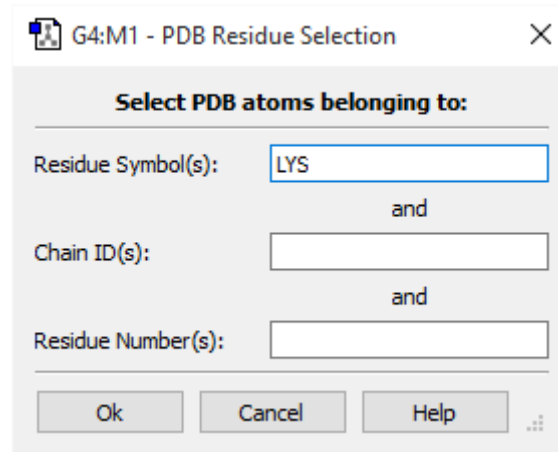 G4:M1 - PDB Residue Selection
Select PDB atoms belonging to:
Residue Symbol(s): LYS
and
Chain ID(s):
and
Residue Number(s):
Ok Cancel Help